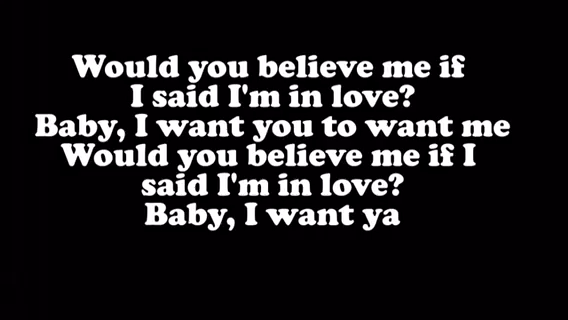 Would you believe me if
I said I'm in love?
Baby, I want you to want me
Would you believe me if I
said I'm in love?
Baby, I want ya